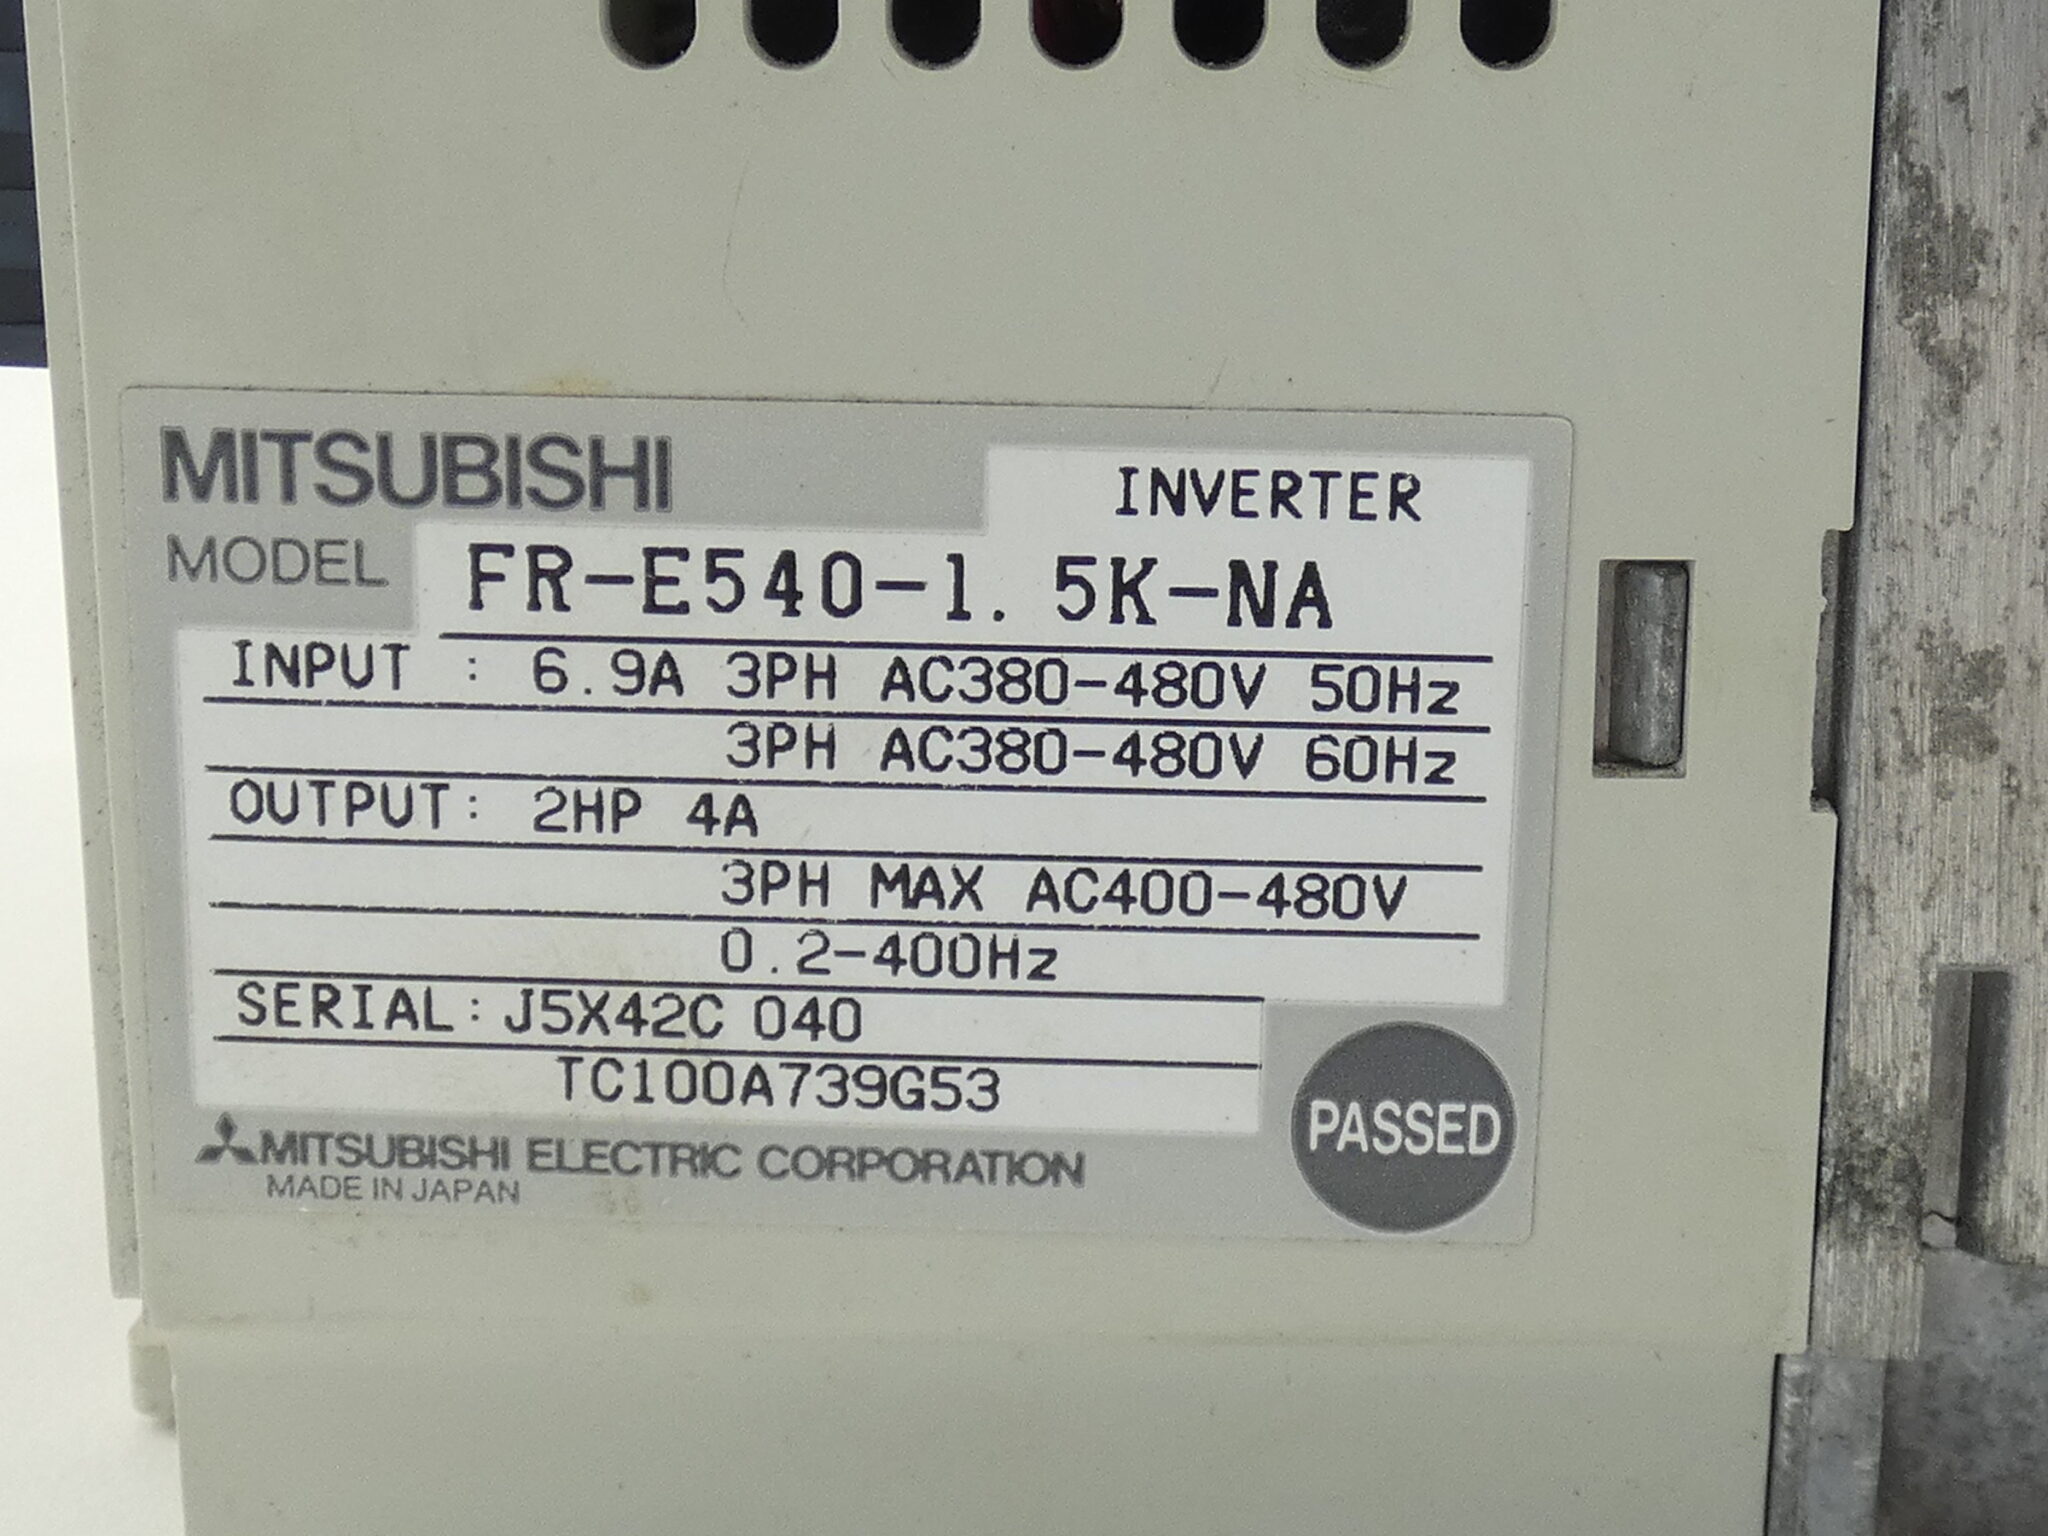 MITSUBISHI
INVERTER
MODEL FR-E540-1.5K-NA
INPUT : 6.9A 3PH AC380-480V 50Hz
3PH AC380-480V 60Hz
OUTPUT: 2HP 4A
3PH MAX AC400-480V
0.2-400Hz
SERIAL: J5X42C 040
TC100A739G53
PASSED
MITSUBISHI ELECTRIC CORPORATION
MADE IN JAPAN